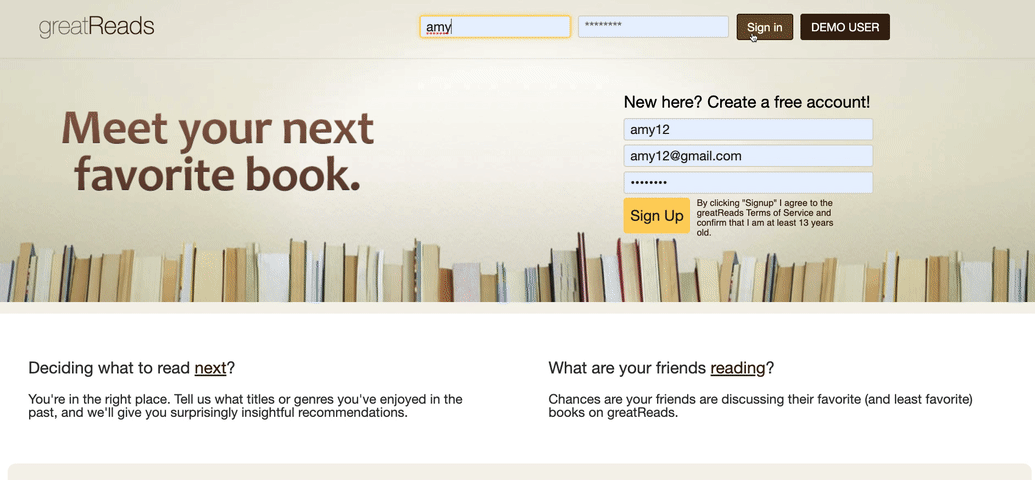 greatReads
amy
********
Sign in
DEMO USER
Meet your next
favorite book.
New here? Create a free account!
amy12
amy12@gmail.com
••••••••
Sign Up
By clicking "Signup" I agree to the
greatReads Terms of Service and
confirm that I am at least 13 years
old.
Deciding what to read next?
You're in the right place. Tell us what titles or genres you've enjoyed in the
past, and we'll give you surprisingly insightful recommendations.
What are your friends reading?
Chances are your friends are discussing their favorite (and least favorite)
books on greatReads.